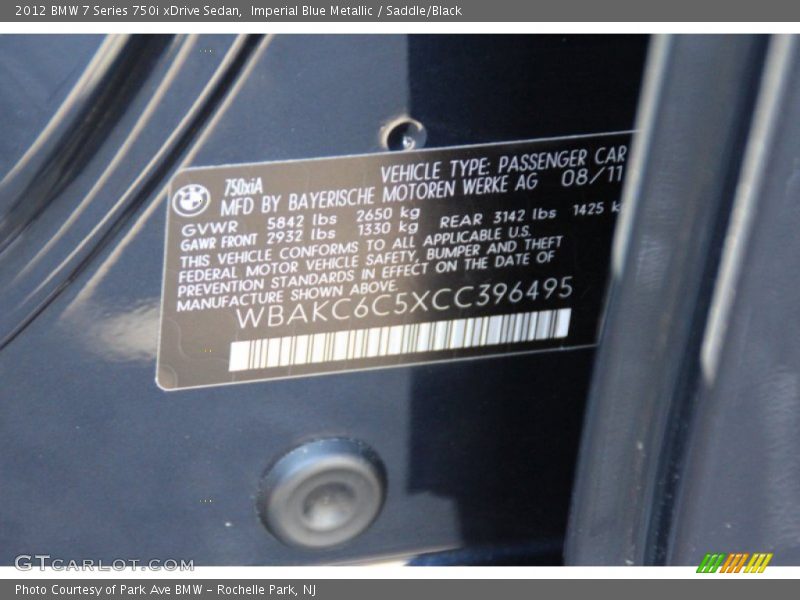 2012 BMW 7 Series 750i xDrive Sedan, Imperial Blue Metallic / Saddle/Black
750xiA
VEHICLE TYPE: PASSENGER CAR
MFD BY BAYERISCHE MOTOREN WERKE AG 08/11
GVWR 5842 lbs 2650 kg
GAWR FRONT 2932 lbs 1330 kg REAR 3142 lbs 1425 k
THIS VEHICLE CONFORMS TO ALL APPLICABLE U.S.
FEDERAL MOTOR VEHICLE SAFETY, BUMPER AND THEFT
PREVENTION STANDARDS IN EFFECT ON THE DATE OF
MANUFACTURE SHOWN ABOVE.
WBAKC6C5XCC396495
GTCARLOT.COM
Photo Courtesy of Park Ave BMW - Rochelle Park, NJ